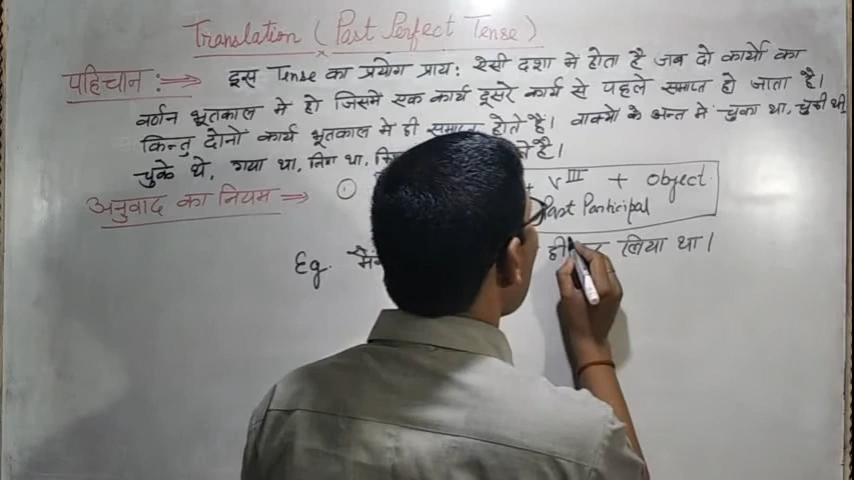 Translation (Past Perfect Tense)
पहिचान :⇒ इस Tense का प्रयोग प्राय: ऐसी दशा मे होता है जब दो कार्यो का
वर्णन भूतकाल मे हो जिसमे एक कार्य दूसरे कार्य से पहले समाप्त हो जाता है।
किन्तु दोनो कार्य भूतकाल मे ही समाप्त होते है। वाक्यो के अन्त मे चुका था, चुकी थी,
चुके थे, गया था, लिया था, है।
अनुवाद का नियम ⇒ ① + VIII + Object
Past Participal
Eg. ही लिया था।